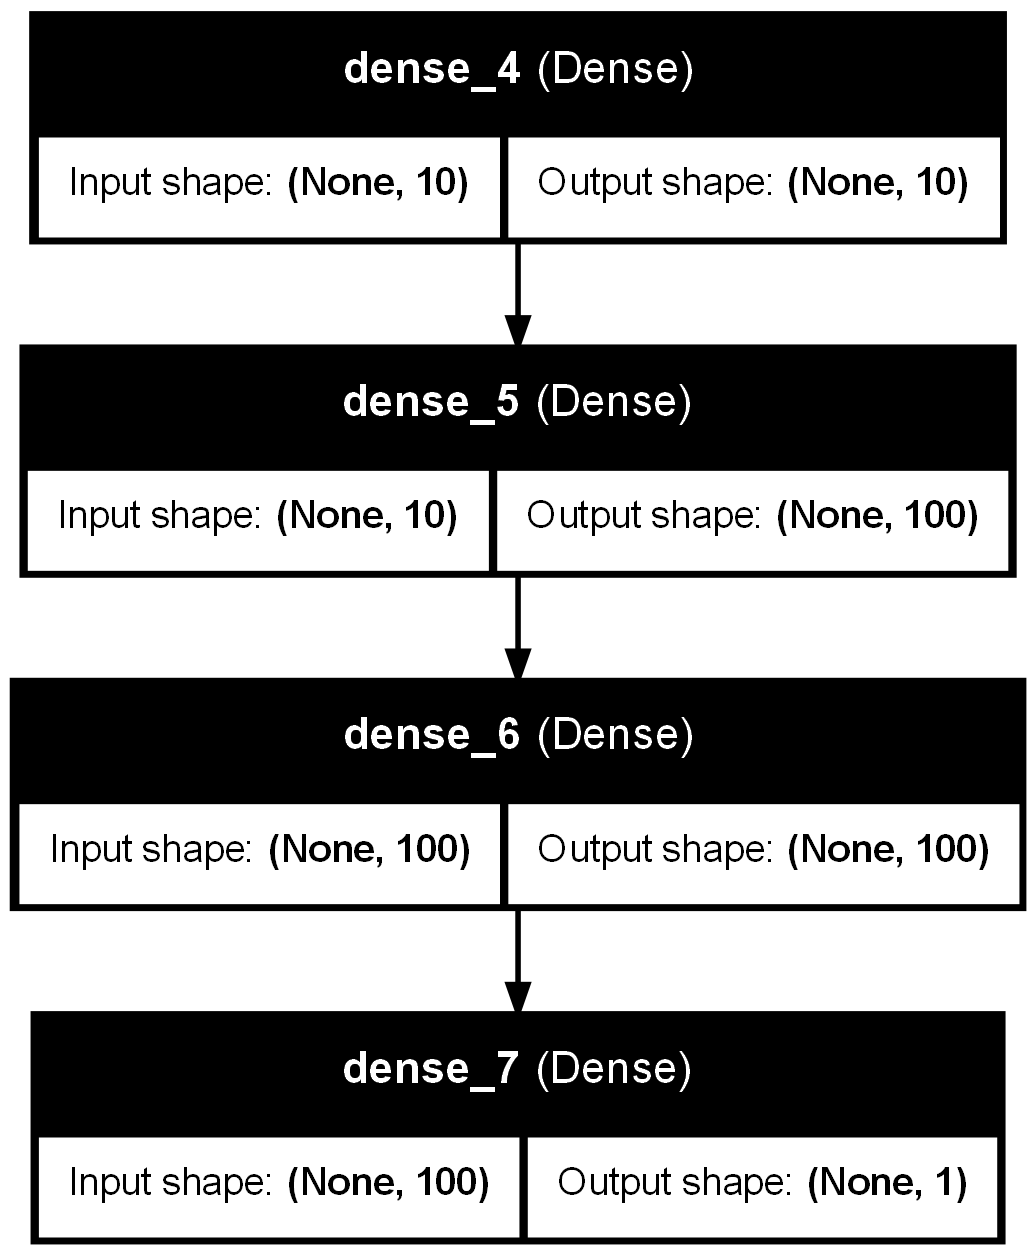 dense_4 (Dense)
Input shape: (None, 10) Output shape: (None, 10)
dense_5 (Dense)
Input shape: (None, 10) Output shape: (None, 100)
dense_6 (Dense)
Input shape: (None, 100) Output shape: (None, 100)
dense_7 (Dense)
Input shape: (None, 100) Output shape: (None, 1)